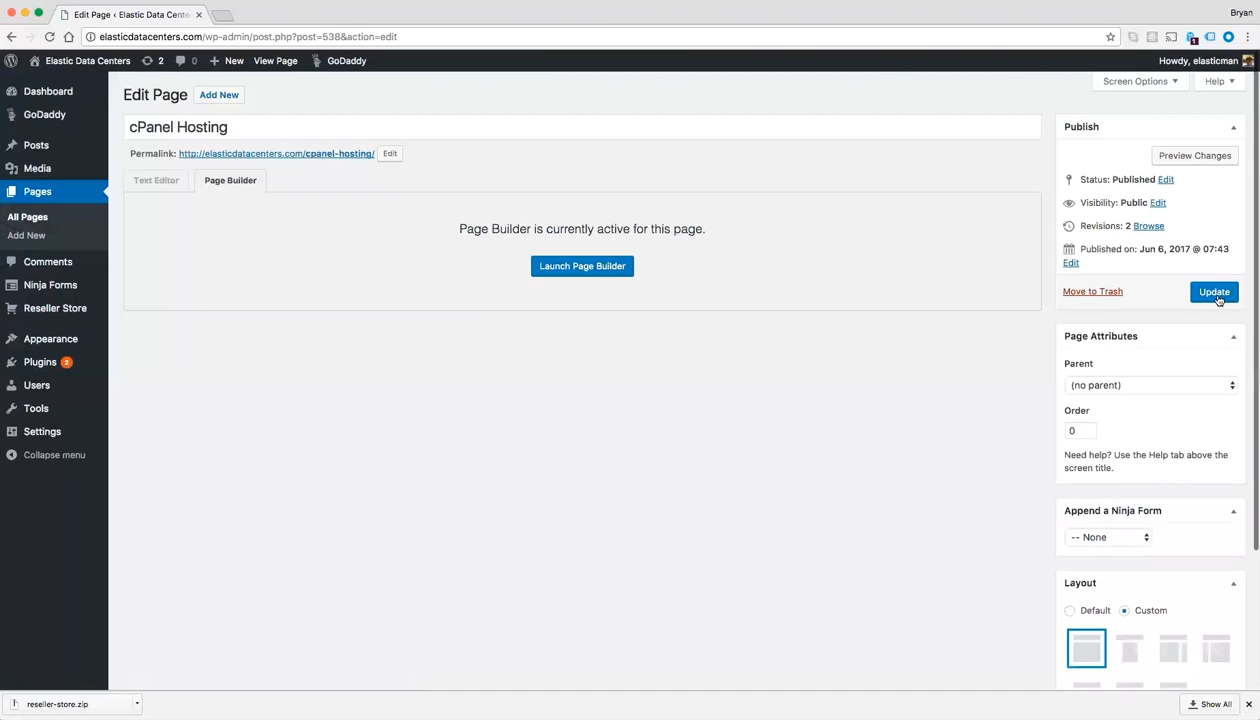 Edit Page ‹ Elastic Data Cente
Bryan
elasticdatacenters.com/wp-admin/post.php?post=538&action=edit
1
Elastic Data Centers 2 0 New View Page GoDaddy
Howdy, elasticman
Dashboard
GoDaddy
Posts
Media
Pages
All Pages
Add New
Comments
Ninja Forms
Reseller Store
Appearance
Plugins 2
Users
Tools
Settings
Collapse menu
Screen Options
Help
Edit Page
Add New
cPanel Hosting
Permalink: http://elasticdatacenters.com/cpanel-hosting/ Edit
Text Editor
Page Builder
Page Builder is currently active for this page.
Launch Page Builder
Publish
Preview Changes
Status: Published Edit
Visibility: Public Edit
Revisions: 2 Browse
Published on: Jun 6, 2017 @ 07:43
Edit
Move to Trash
Update
Page Attributes
Parent
(no parent)
Order
0
Need help? Use the Help tab above the
screen title.
Append a Ninja Form
-- None
Layout
Default
Custom
reseller-store.zip
Show All